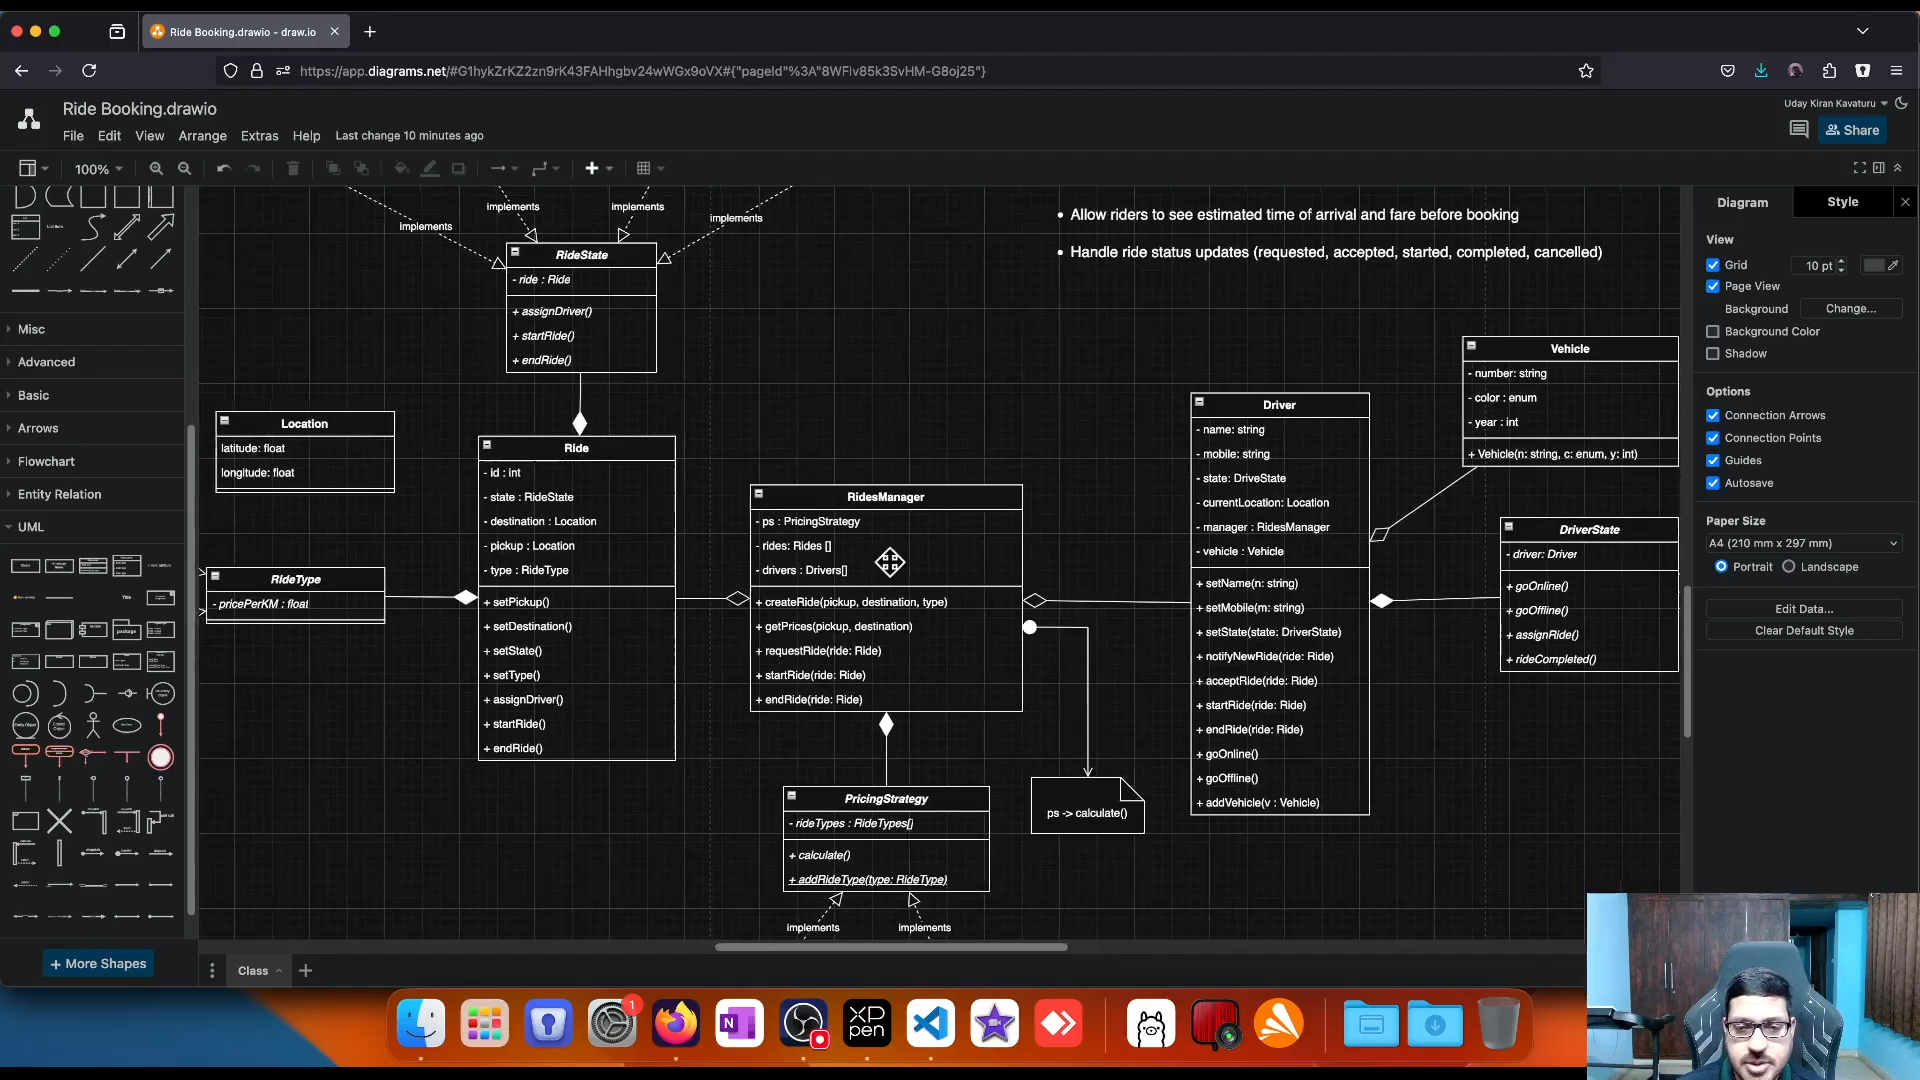 Ride Booking.drawio - draw.io
https://app.diagrams.net/#G1hykZrKZ2zn9rK43FAHhgbv24wWGx9oVX#{"pageId"%3A"8WFlv85k3SvHM-G8oj25"}
Ride Booking.drawio
Uday Kiran Kavaturu
File Edit View Arrange Extras Help Last change 10 minutes ago
Share
100%
Diagram
Style
View
Grid
10 pt
Page View
Background
Change...
Background Color
Shadow
Options
Connection Arrows
Connection Points
Guides
Autosave
Paper Size
A4 (210 mm x 297 mm)
Portrait
Landscape
Edit Data...
Clear Default Style
Misc
Advanced
Basic
Arrows
Flowchart
Entity Relation
UML
+ More Shapes
implements
implements
implements
implements
• Allow riders to see estimated time of arrival and fare before booking
• Handle ride status updates (requested, accepted, started, completed, cancelled)
RideState
- ride : Ride
+ assignDriver()
+ startRide()
+ endRide()
Location
latitude: float
longitude: float
RideType
- pricePerKM : float
Ride
- id : int
- state : RideState
- destination : Location
- pickup : Location
- type : RideType
+ setPickup()
+ setDestination()
+ setState()
+ setType()
+ assignDriver()
+ startRide()
+ endRide()
RidesManager
- ps : PricingStrategy
- rides: Rides []
- drivers : Drivers[]
+ createRide(pickup, destination, type)
+ getPrices(pickup, destination)
+ requestRide(ride: Ride)
+ startRide(ride: Ride)
+ endRide(ride: Ride)
PricingStrategy
- rideTypes : RideTypes[]
+ calculate()
+ addRideType(type: RideType)
implements
implements
ps -> calculate()
Driver
- name: string
- mobile: string
- state: DriveState
- currentLocation: Location
- manager : RidesManager
- vehicle : Vehicle
+ setName(n: string)
+ setMobile(m: string)
+ setState(state: DriverState)
+ notifyNewRide(ride: Ride)
+ acceptRide(ride: Ride)
+ startRide(ride: Ride)
+ endRide(ride: Ride)
+ goOnline()
+ goOffline()
+ addVehicle(v : Vehicle)
Vehicle
- number: string
- color : enum
- year : int
+ Vehicle(n: string, c: enum, y: int)
DriverState
- driver: Driver
+ goOnline()
+ goOffline()
+ assignRide()
+ rideCompleted()
Class
1
N
XP
pen